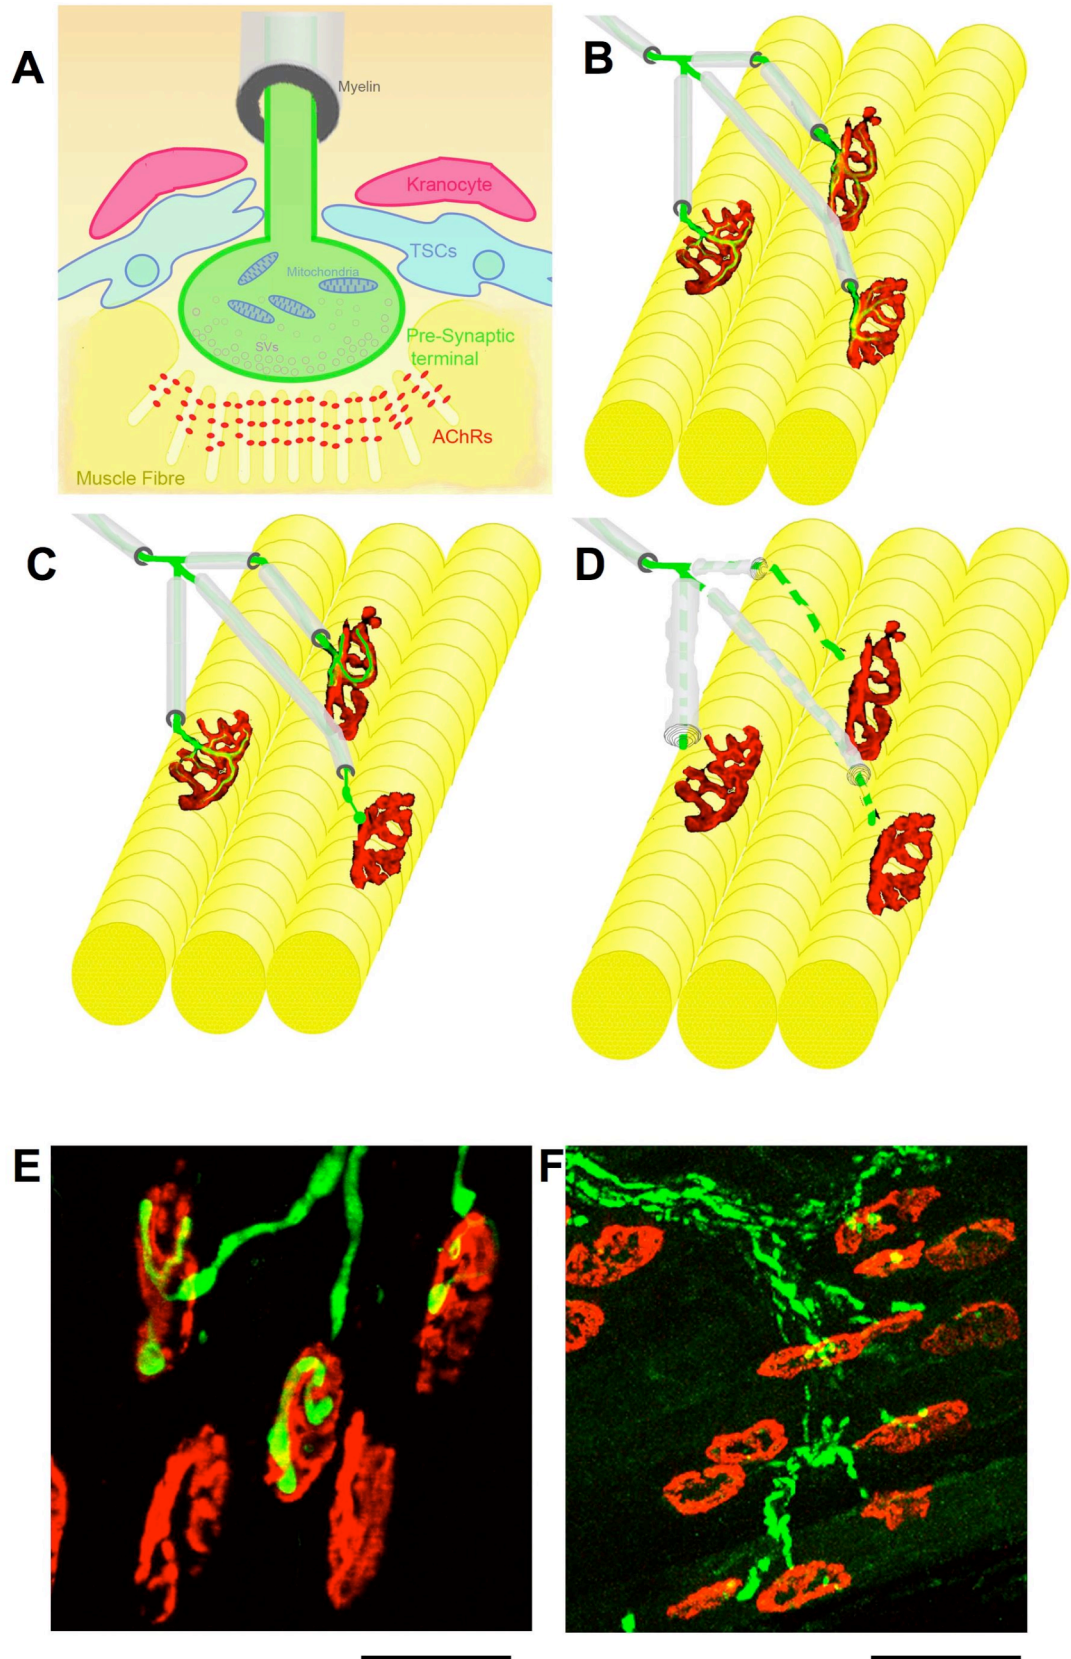 A
Myelin
Kranocyte
TSCs
Mitochondria
SVs
Pre-Synaptic
terminal
AChRs
Muscle Fibre
B
C
D
E
F